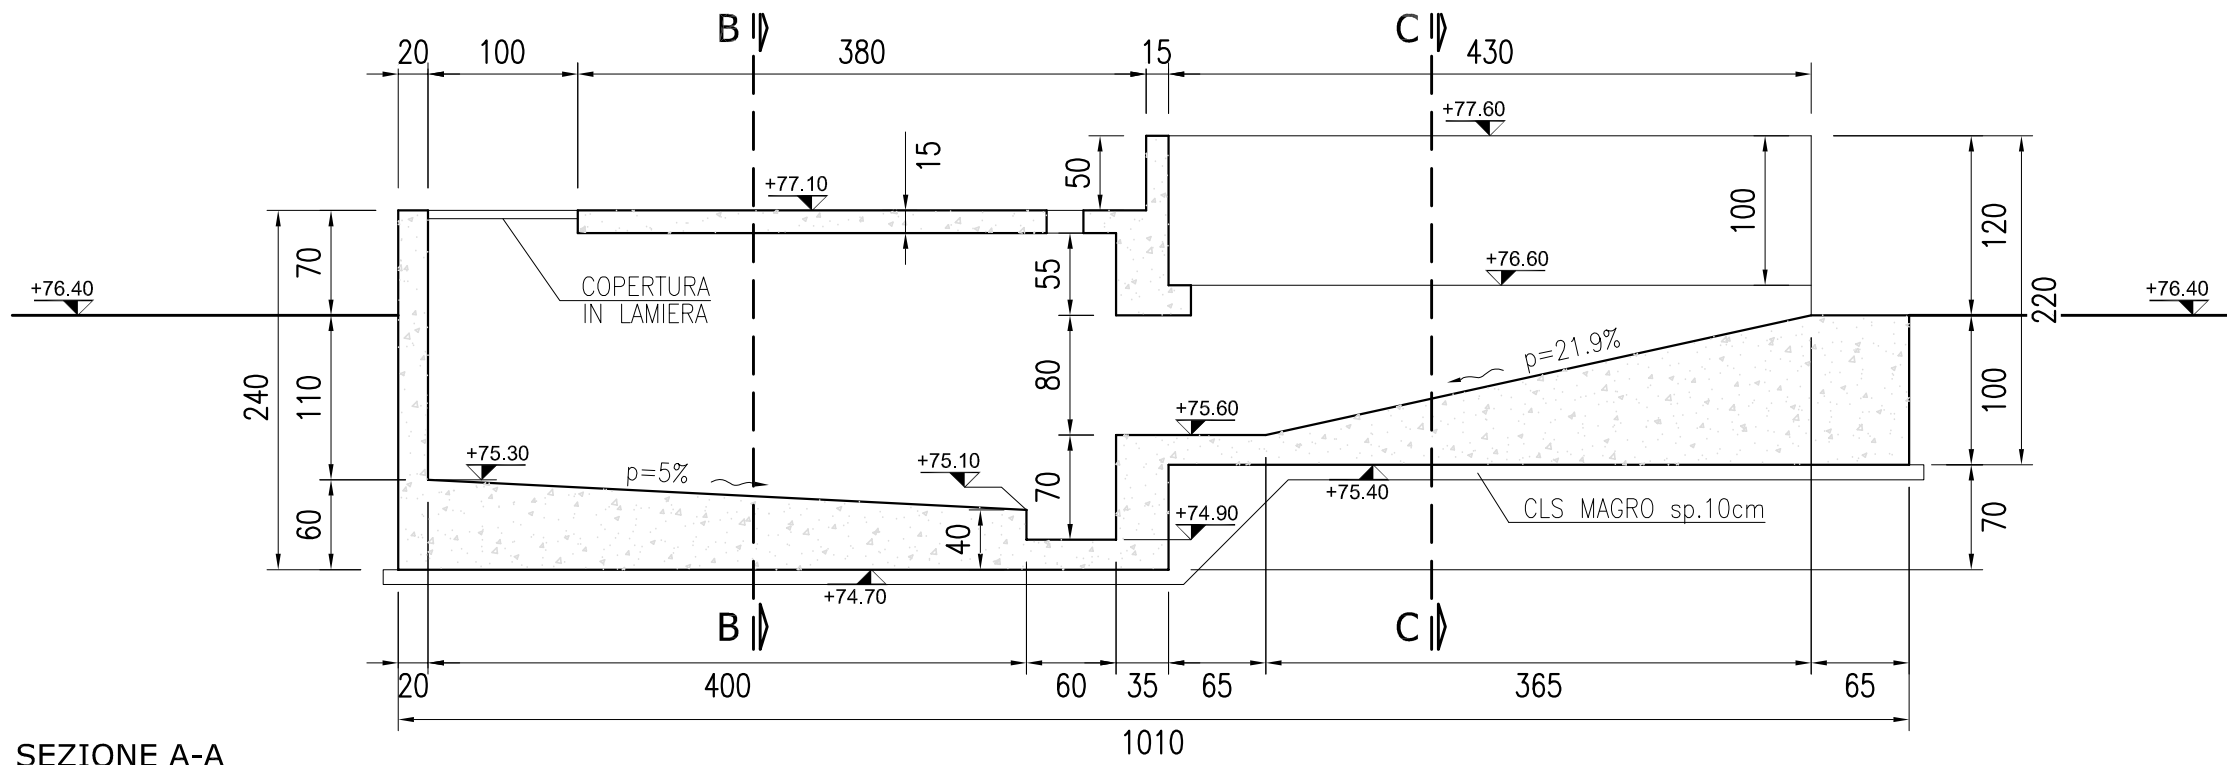 B C
20 100 380 15 430
+77.60
15 50
+77.10 100 120
70 55 +76.60
+76.40 COPERTURA
IN LAMIERA +76.40
220
p=21.9%
240 110 80 100
+75.60
+75.30 p=5% +75.10
70 +75.40
CLS MAGRO sp.10cm
60 40 +74.90 70
+74.70
B C
20 400 60 35 65 365 65
1010
SEZIONE A-A